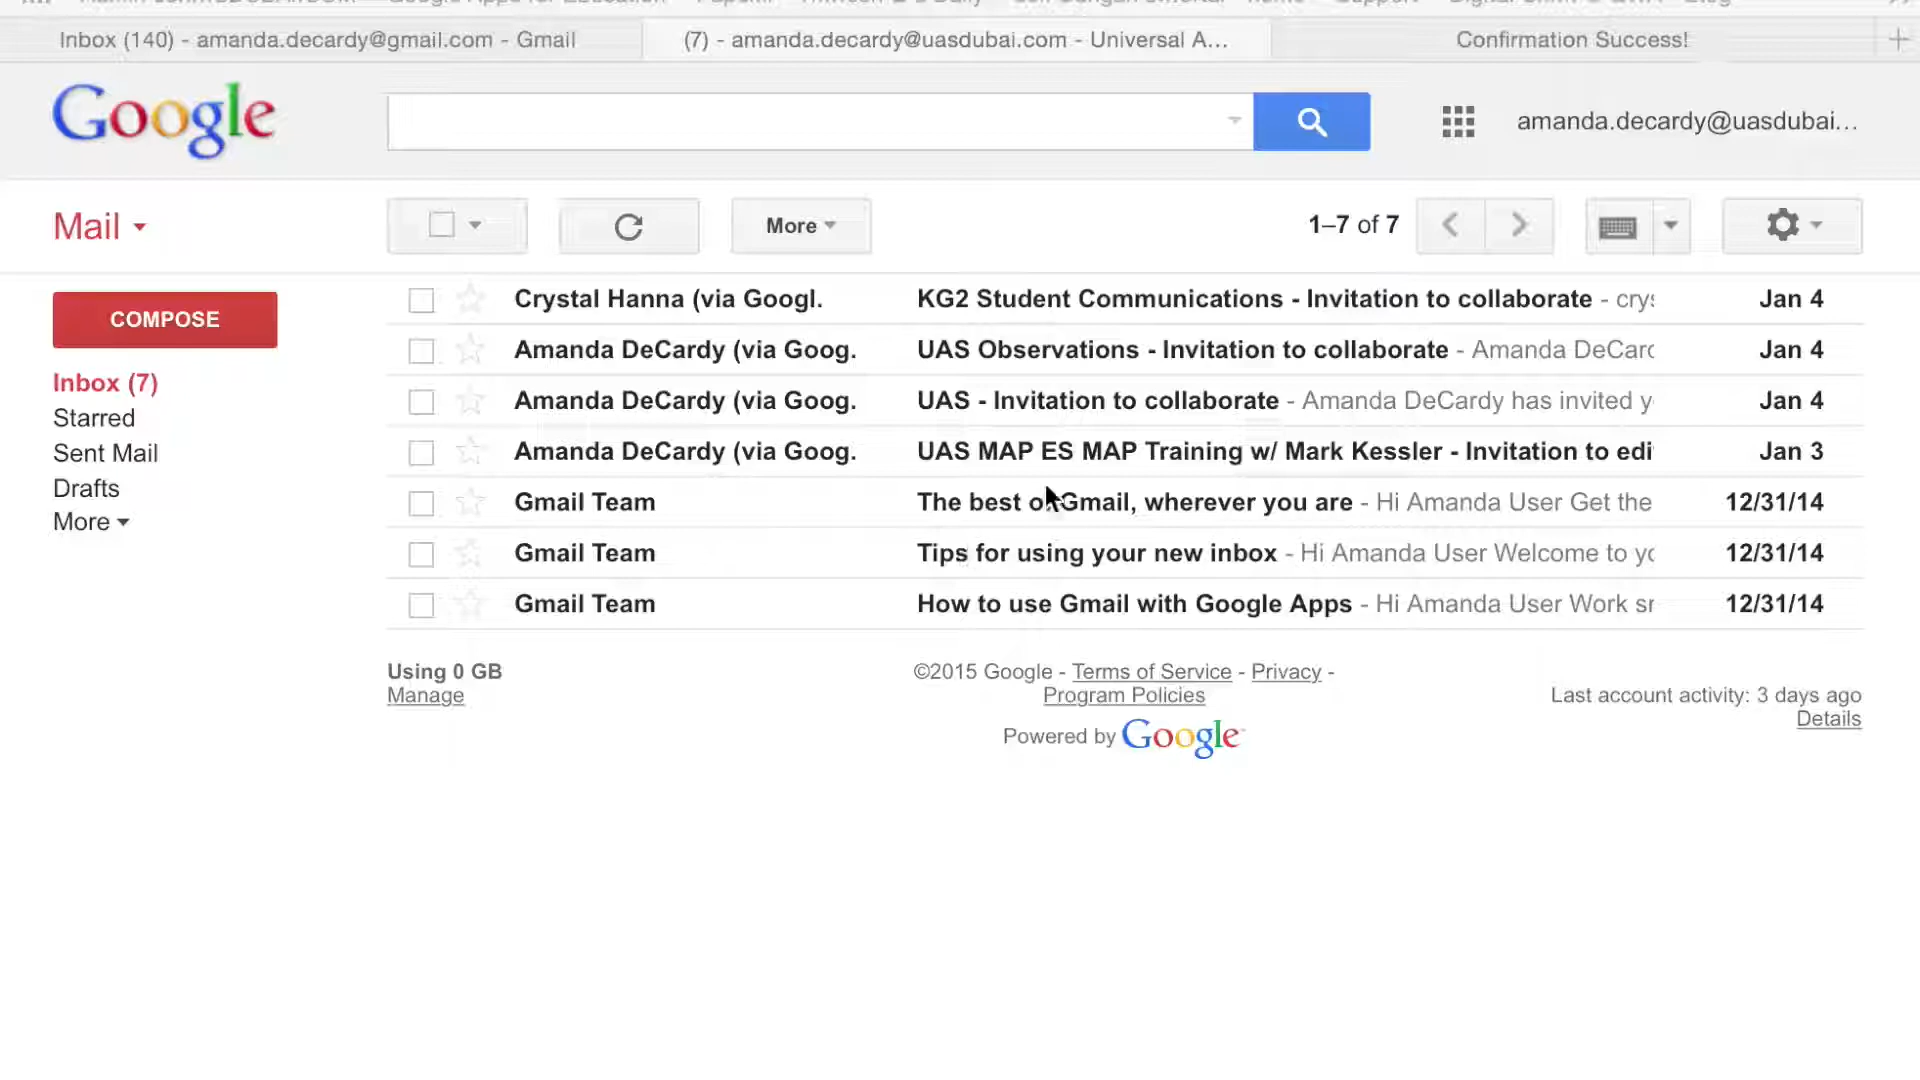 Inbox (140) - amanda.decardy@gmail.com - Gmail
(7) - amanda.decardy@uasdubai.com - Universal A...
Confirmation Success!
Google
amanda.decardy@uasdubai...
Mail
More
1–7 of 7
COMPOSE
Inbox (7)
Starred
Sent Mail
Drafts
More
Crystal Hanna (via Googl. KG2 Student Communications - Invitation to collaborate - Jan 4
Amanda DeCardy (via Goog. UAS Observations - Invitation to collaborate - Amanda Jan 4
Amanda DeCardy (via Goog. UAS - Invitation to collaborate - Amanda DeCardy has invited Jan 4
Amanda DeCardy (via Goog. UAS MAP ES MAP Training w/ Mark Kessler - Invitation to Jan 3
Gmail Team The best of Gmail, wherever you are - Hi Amanda User Get the 12/31/14
Gmail Team Tips for using your new inbox - Hi Amanda User Welcome to 12/31/14
Gmail Team How to use Gmail with Google Apps - Hi Amanda User Work 12/31/14
Using 0 GB
Manage
©2015 Google - Terms of Service - Privacy -
Program Policies
Powered by Google
Last account activity: 3 days ago
Details